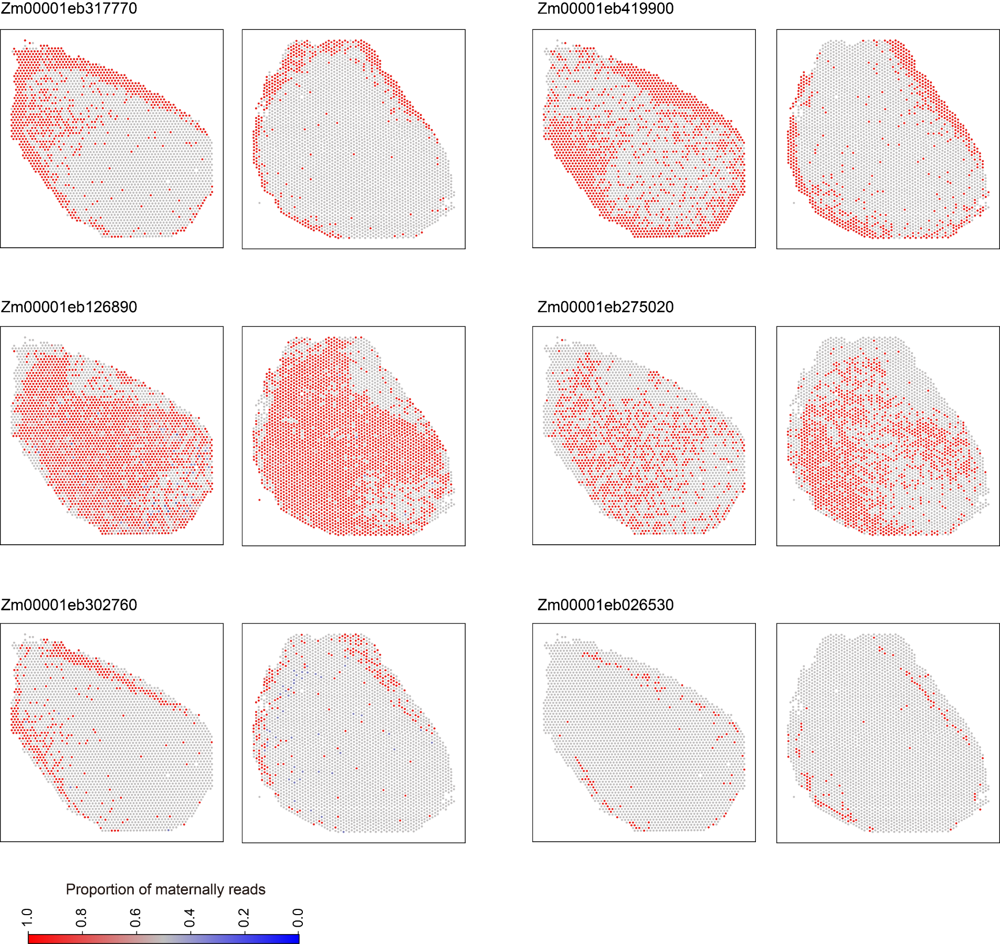 Zm00001eb317770
Zm00001eb419900
Zm00001eb126890
Zm00001eb275020
Zm00001eb302760
Zm00001eb026530
Proportion of maternally reads
1.0 0.8 0.6 0.4 0.2 0.0